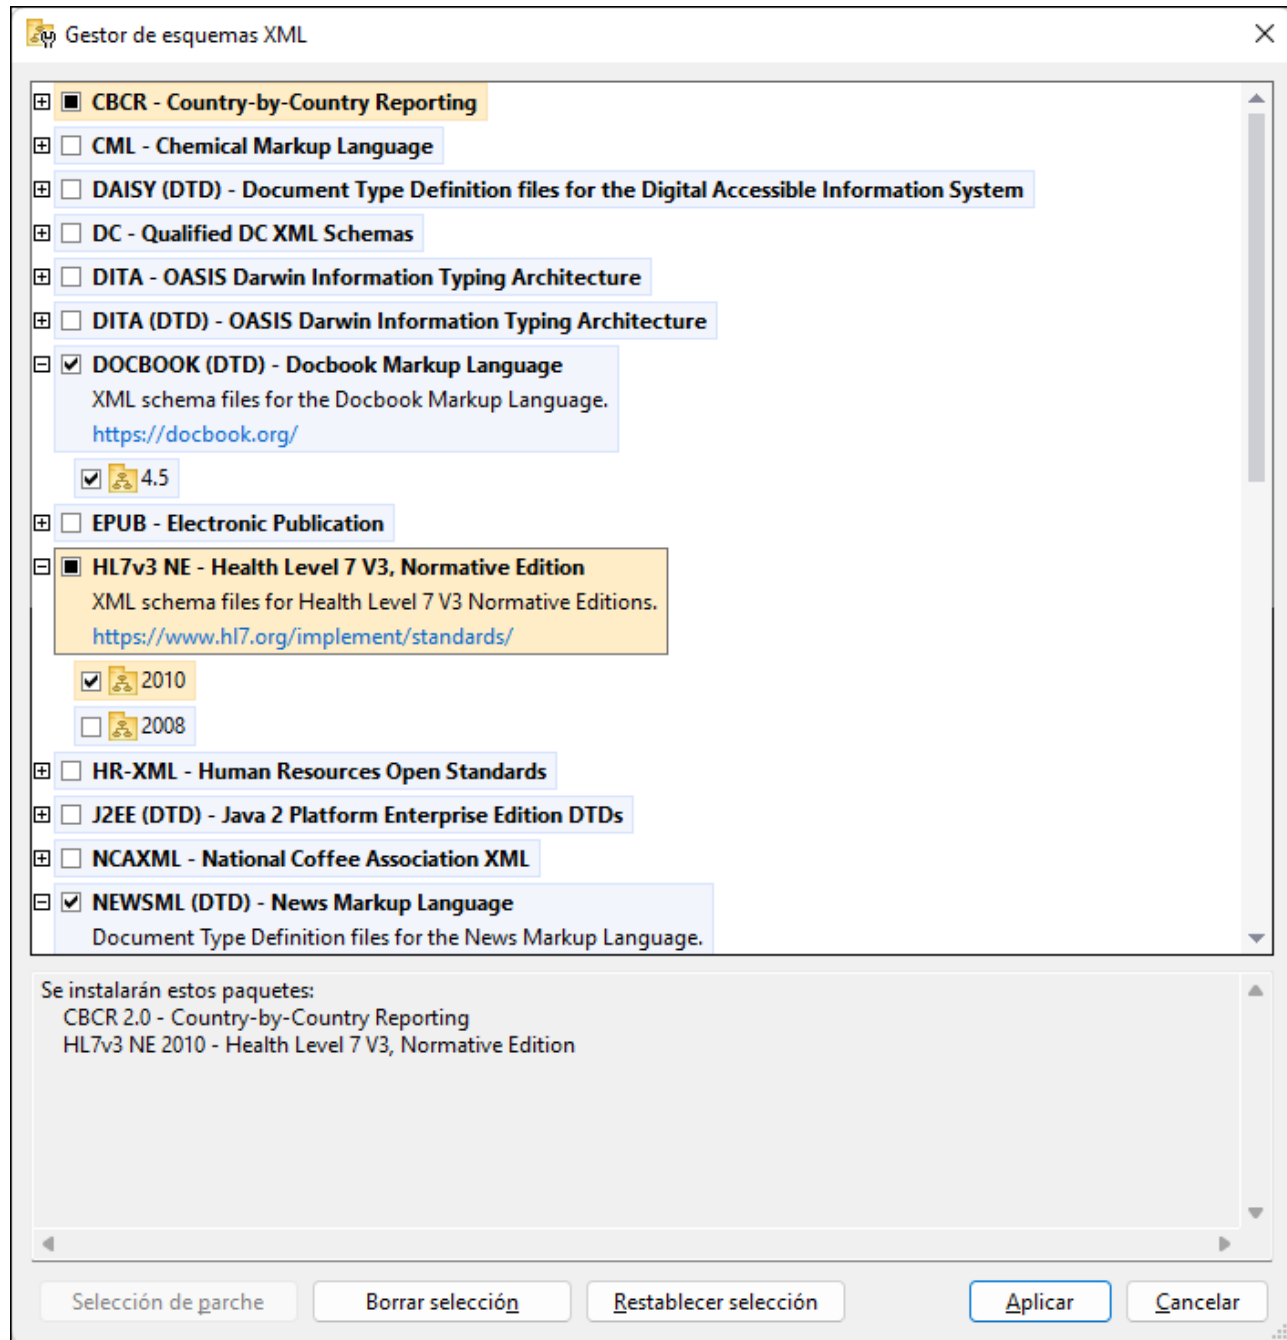 Gestor de esquemas XML
CBCR - Country-by-Country Reporting
CML - Chemical Markup Language
DAISY (DTD) - Document Type Definition files for the Digital Accessible Information System
DC - Qualified DC XML Schemas
DITA - OASIS Darwin Information Typing Architecture
DITA (DTD) - OASIS Darwin Information Typing Architecture
DOCBOOK (DTD) - Docbook Markup Language
XML schema files for the Docbook Markup Language.
https://docbook.org/
4.5
EPUB - Electronic Publication
HL7v3 NE - Health Level 7 V3, Normative Edition
XML schema files for Health Level 7 V3 Normative Editions.
https://www.hl7.org/implement/standards/
2010
2008
HR-XML - Human Resources Open Standards
J2EE (DTD) - Java 2 Platform Enterprise Edition DTDs
NCAXML - National Coffee Association XML
NEWSML (DTD) - News Markup Language
Document Type Definition files for the News Markup Language.
Se instalarán estos paquetes:
CBCR 2.0 - Country-by-Country Reporting
HL7v3 NE 2010 - Health Level 7 V3, Normative Edition
Selección de parche Borrar selección Restablecer selección Aplicar Cancelar